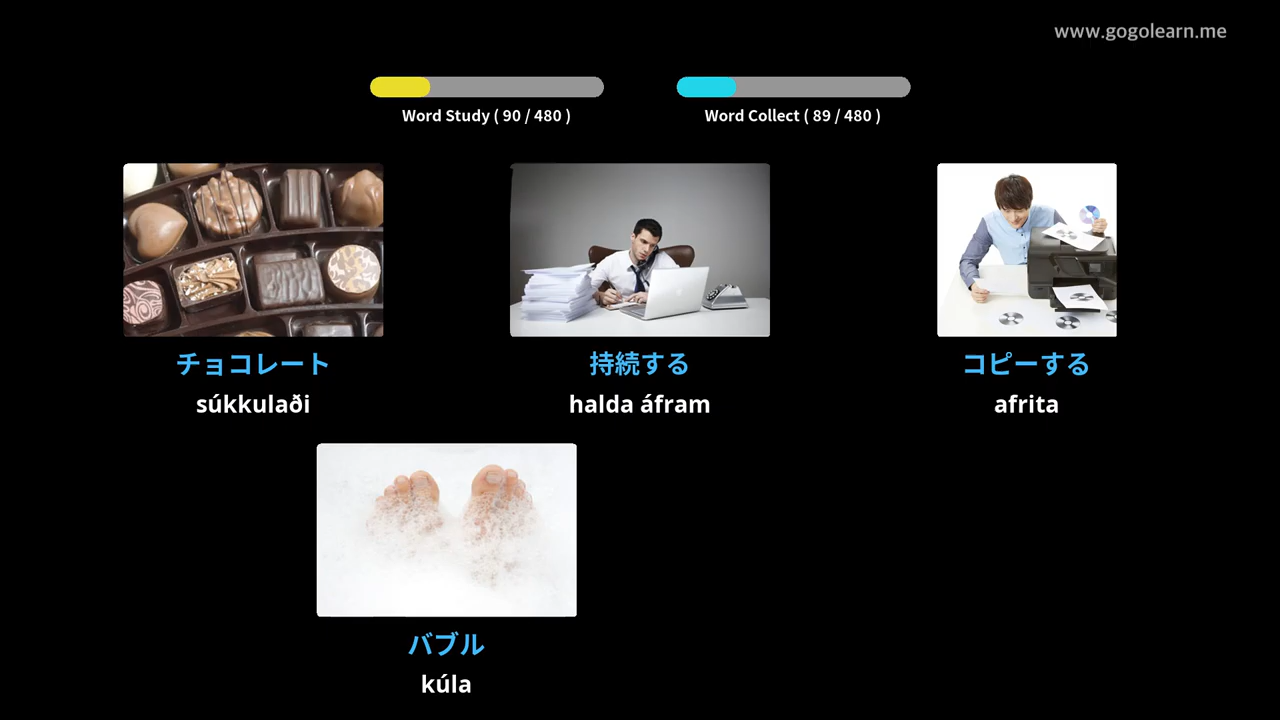 www.gogolearn.me
Word Study ( 90 / 480 )
Word Collect ( 89 / 480 )
チョコレート
súkkulaði
持続する
halda áfram
コピーする
afrita
バブル
kúla